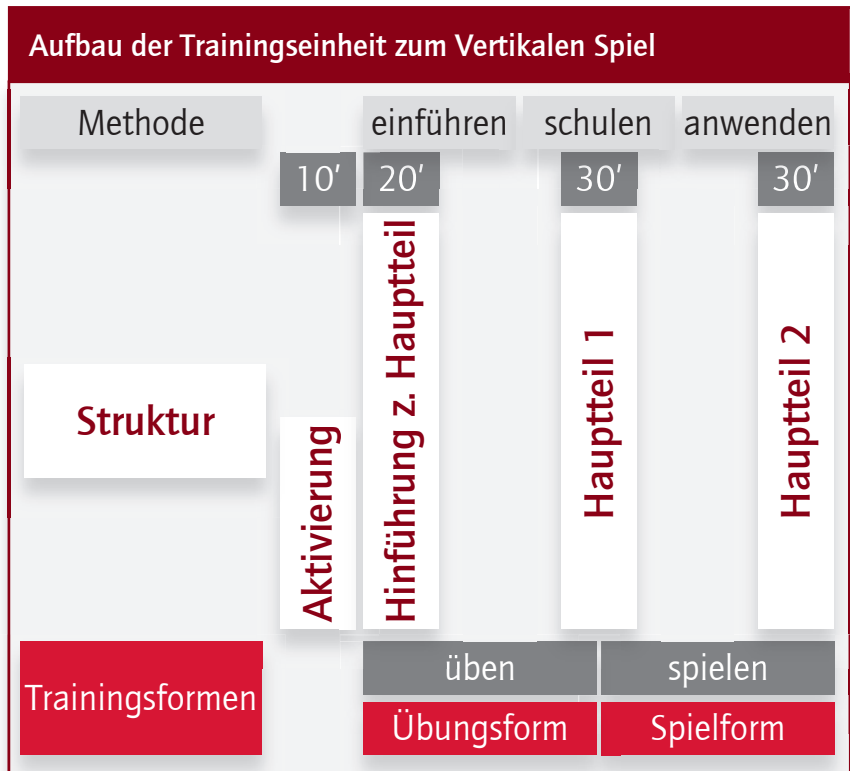 Aufbau der Trainingseinheit zum Vertikalen Spiel
Methode einführen schulen anwenden
10' 20' 30' 30'
Struktur
Aktivierung
Hinführung z. Hauptteil
Hauptteil 1
Hauptteil 2
Trainingsformen
üben spielen
Übungsform Spielform